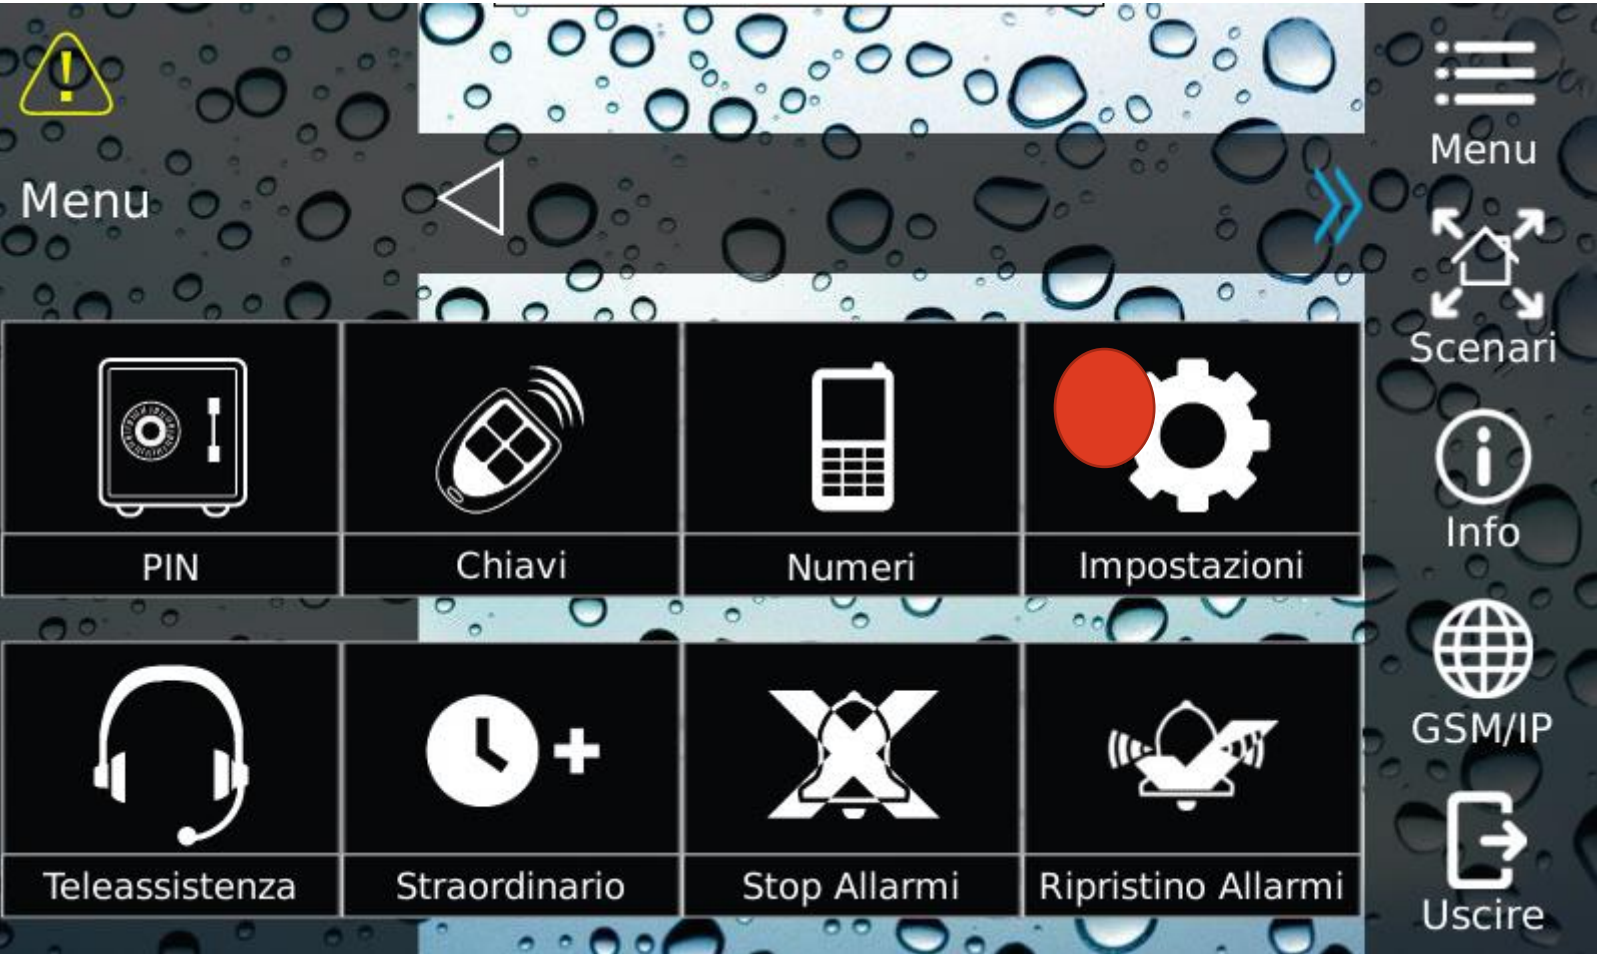 Menu
Menu
Scenari
PIN
Chiavi
Numeri
Impostazioni
Info
GSM/IP
Teleassistenza
Straordinario
Stop Allarmi
Ripristino Allarmi
Uscire